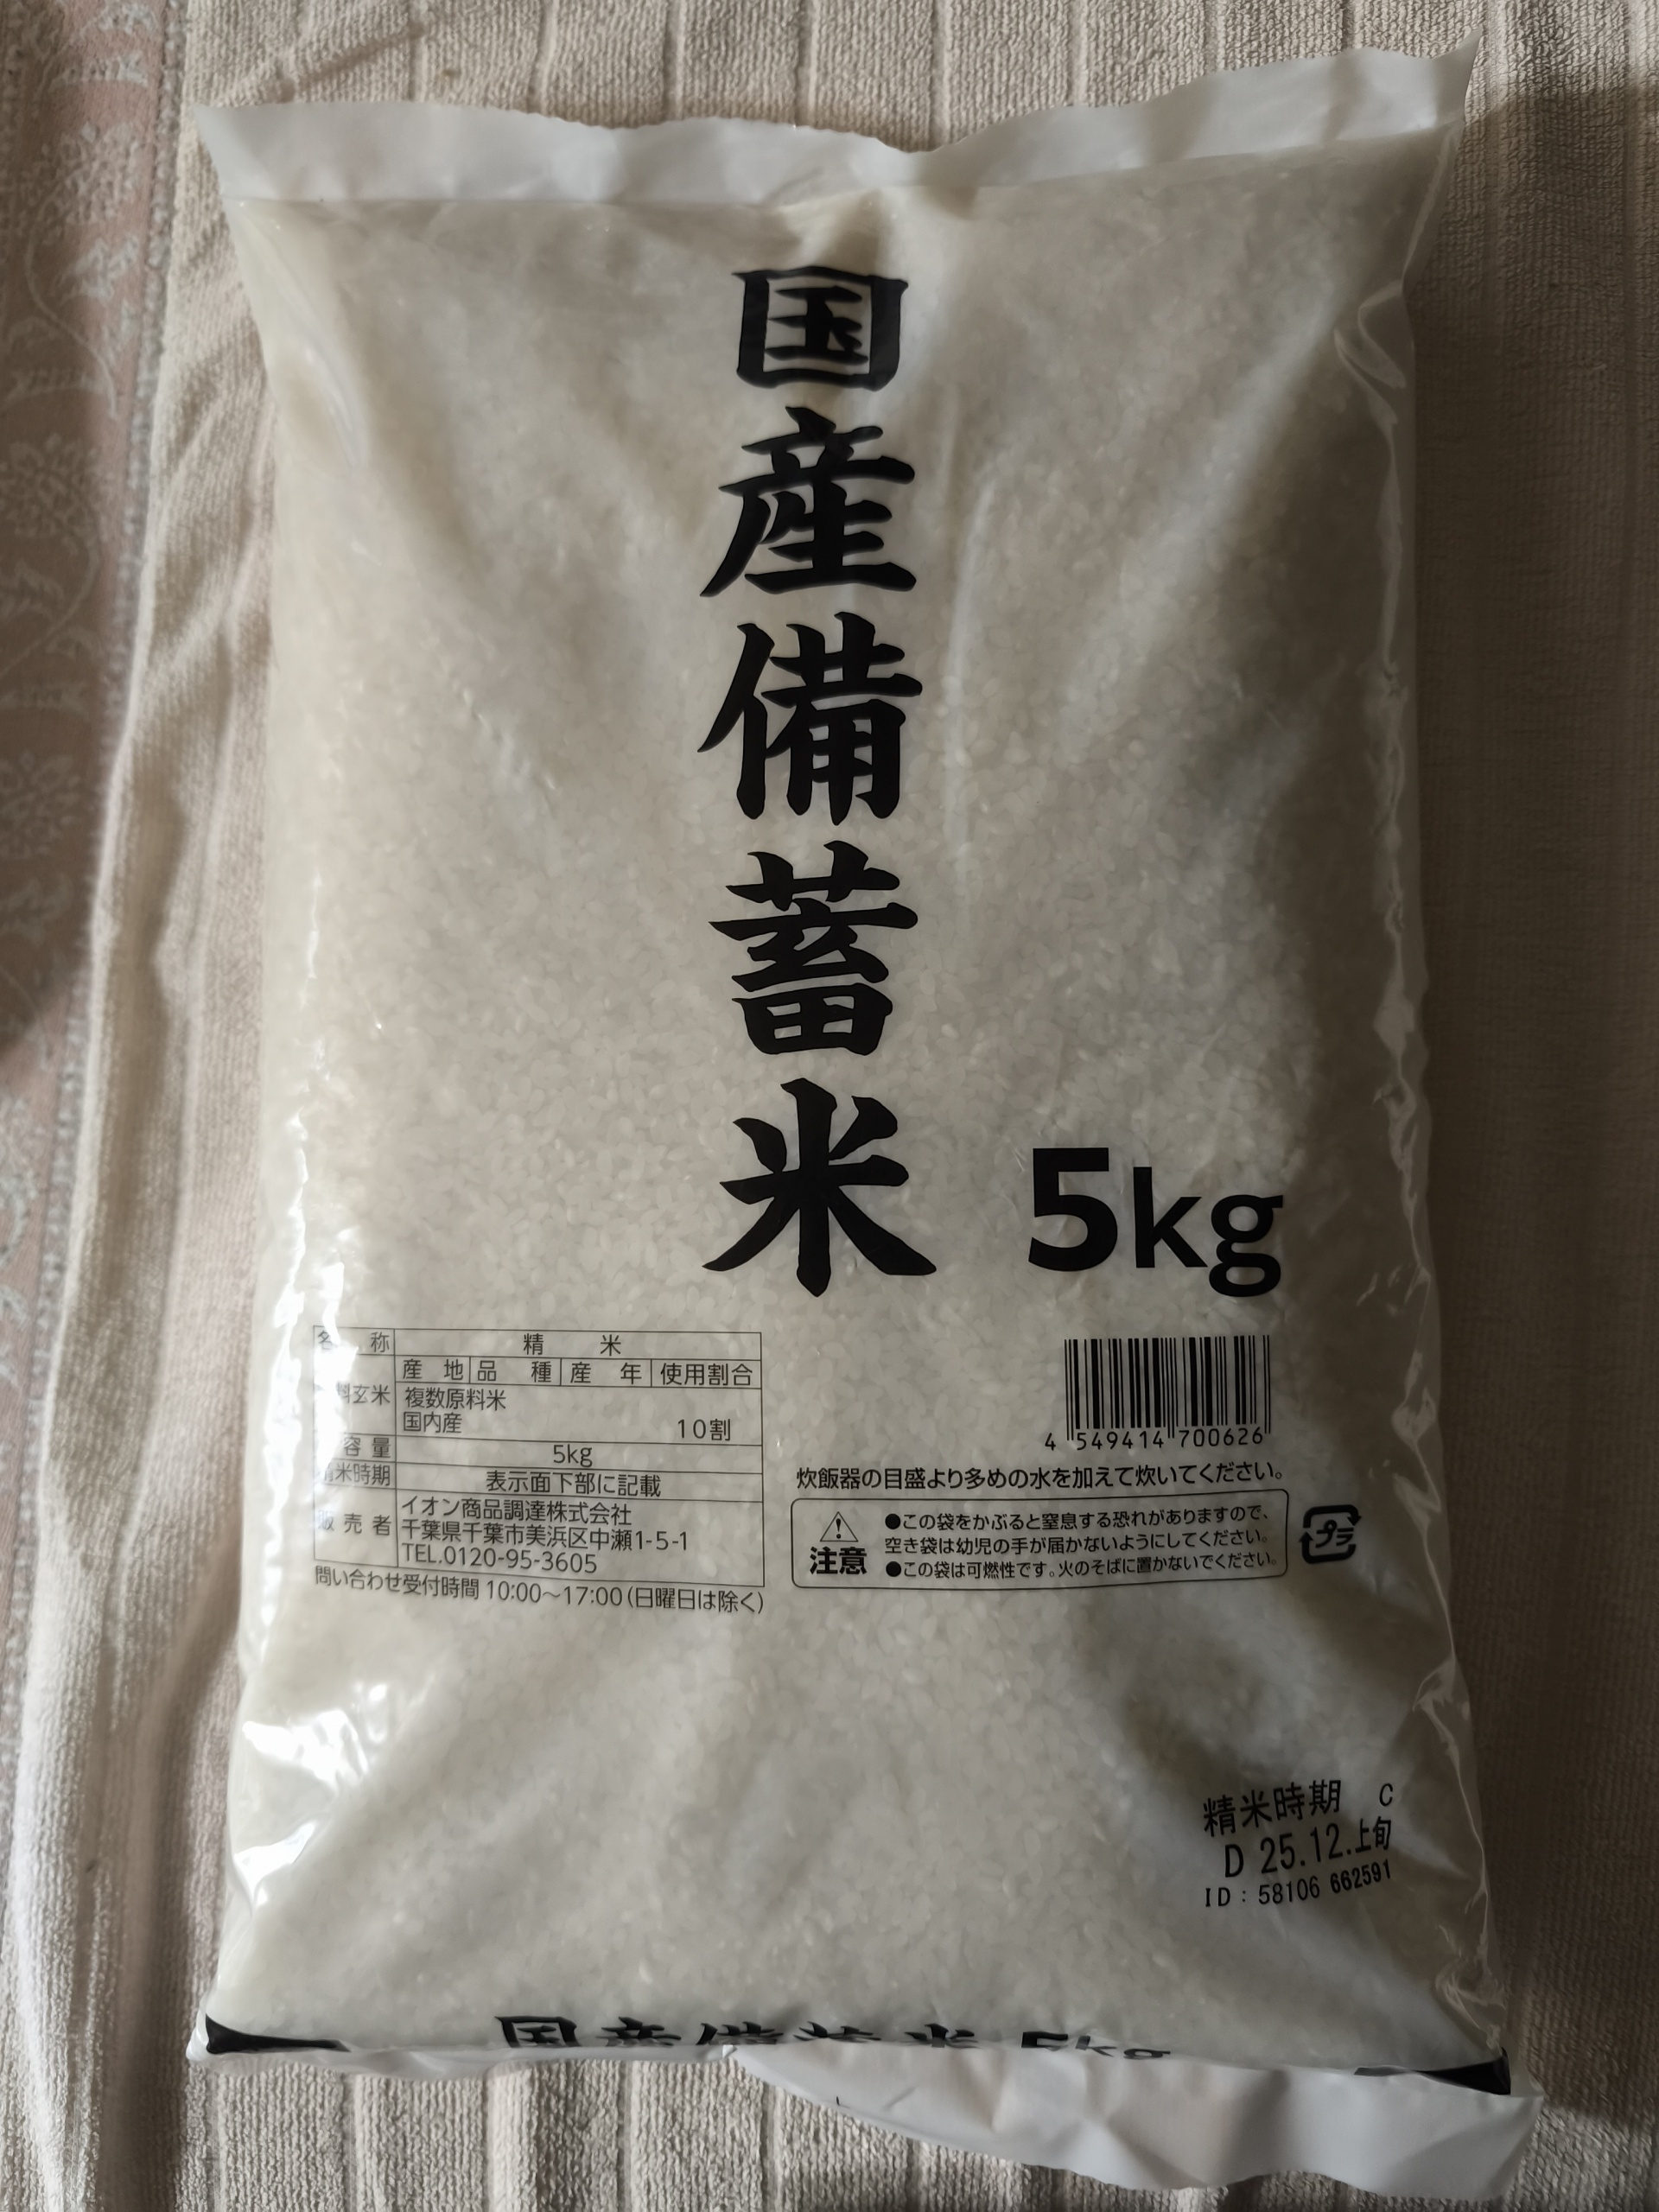 国産備蓄米
5kg
名 称 精 米
産 地 品 種 産 年 使用割合
料玄米 複数原料米
国内産 10割
容量 5kg
精米時期 表示面下部に記載
販売者 イオン商品調達株式会社
千葉県千葉市美浜区中瀬1-5-1
TEL.0120-95-3605
問い合わせ受付時間 10:00～17:00(日曜日は除く)
4 549414 700626
炊飯器の目盛より多めの水を加えて炊いてください。
注意
●この袋をかぶると窒息する恐れがありますので、
空き袋は幼児の手が届かないようにしてください。
●この袋は可燃性です。火のそばに置かないでください。
プラ
精米時期 C
D 25.12.上旬
ID:58106 662591
国産備蓄米 5kg